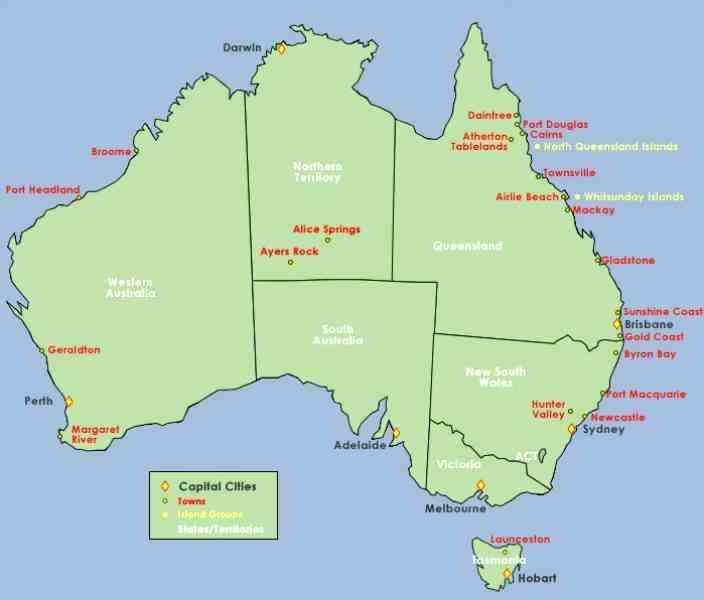 Darwin
Daintree
Port Douglas
Cairns
Atherton
Tablelands
North Queensland Islands
Broome
Northern
Territory
Townsville
Port Headland
Airlie Beach
Whitsunday Islands
Mackay
Alice Springs
Queensland
Ayers Rock
Gladstone
Western
Australia
Sunshine Coast
South
Australia
Brisbane
Gold Coast
Geraldton
Byron Bay
New South
Wales
Port Macquarie
Perth
Hunter
Valley
Newcastle
Margaret
River
Sydney
Adelaide
ACT
Victoria
Melbourne
Capital Cities
Towns
Island Groups
States/Territories
Launceston
Tasmania
Hobart